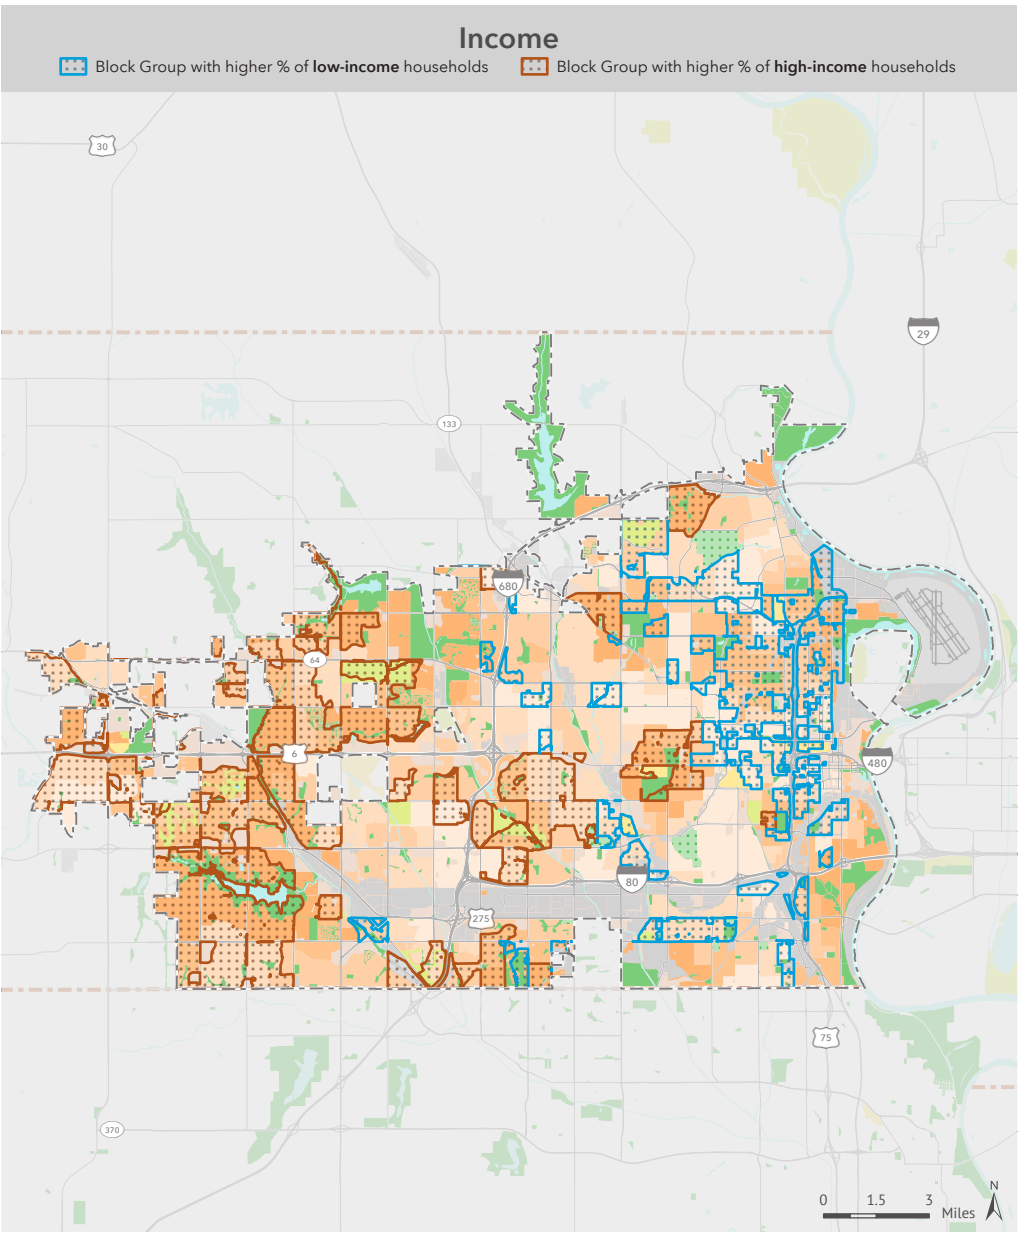 Income
Block Group with higher % of low-income households
Block Group with higher % of high-income households
30
29
133
680
64
6
480
80
275
75
370
0 1.5 3
Miles
N